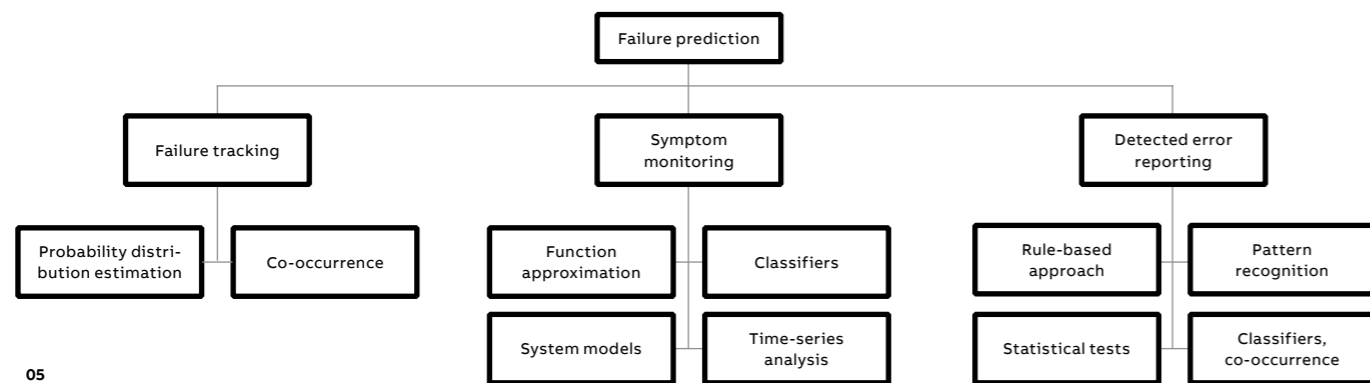 Failure prediction
Failure tracking
Symptom
monitoring
Detected error
reporting
Probability distri-
bution estimation
Co-occurrence
Function
approximation
Classifiers
Rule-based
approach
Pattern
recognition
System models
Time-series
analysis
Statistical tests
Classifiers,
co-occurrence
05